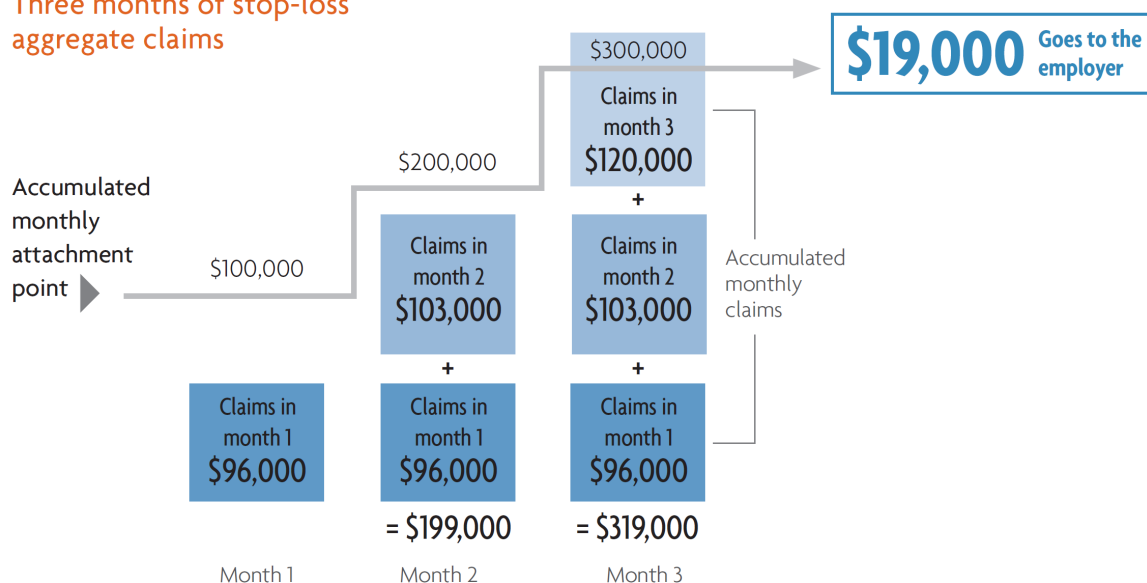 Three months of stop-loss
aggregate claims
$19,000
Goes to the
employer
Accumulated
monthly
attachment
point
$100,000
$200,000
$300,000
Claims in
month 1
$96,000
Month 1
Claims in
month 2
$103,000
+
Claims in
month 1
$96,000
= $199,000
Month 2
Claims in
month 3
$120,000
+
Claims in
month 2
$103,000
+
Claims in
month 1
$96,000
= $319,000
Month 3
Accumulated
monthly
claims